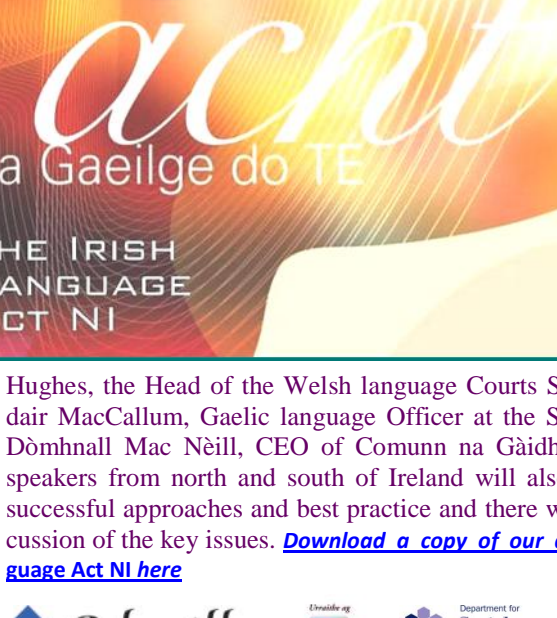 acht
a Gaeilge do TÉ
HE IRISH
ANGUAGE
CT NI
Hughes, the Head of the Welsh language Courts S
dair MacCallum, Gaelic language Officer at the S
Dòmhnall Mac Nèill, CEO of Comunn na Gàidh
speakers from north and south of Ireland will als
successful approaches and best practice and there w
cussion of the key issues. Download a copy of our
guage Act NI here
Urraithe ag
Department for